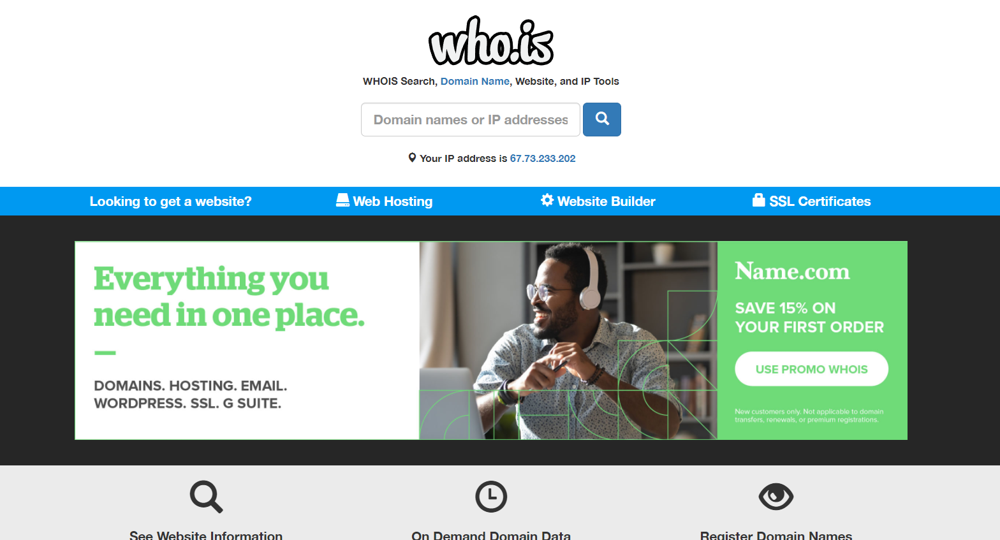 who.is
WHOIS Search, Domain Name, Website, and IP Tools
Domain names or IP addresses
Your IP address is 67.73.233.202
Looking to get a website?
Web Hosting
Website Builder
SSL Certificates
Everything you
need in one place.
DOMAINS. HOSTING. EMAIL.
WORDPRESS. SSL. G SUITE.
Name.com
SAVE 15% ON
YOUR FIRST ORDER
USE PROMO WHOIS
New customers only. Not applicable to domain
transfers, renewals, or premium registrations.
See Website Information
On Demand Domain Data
Register Domain Names